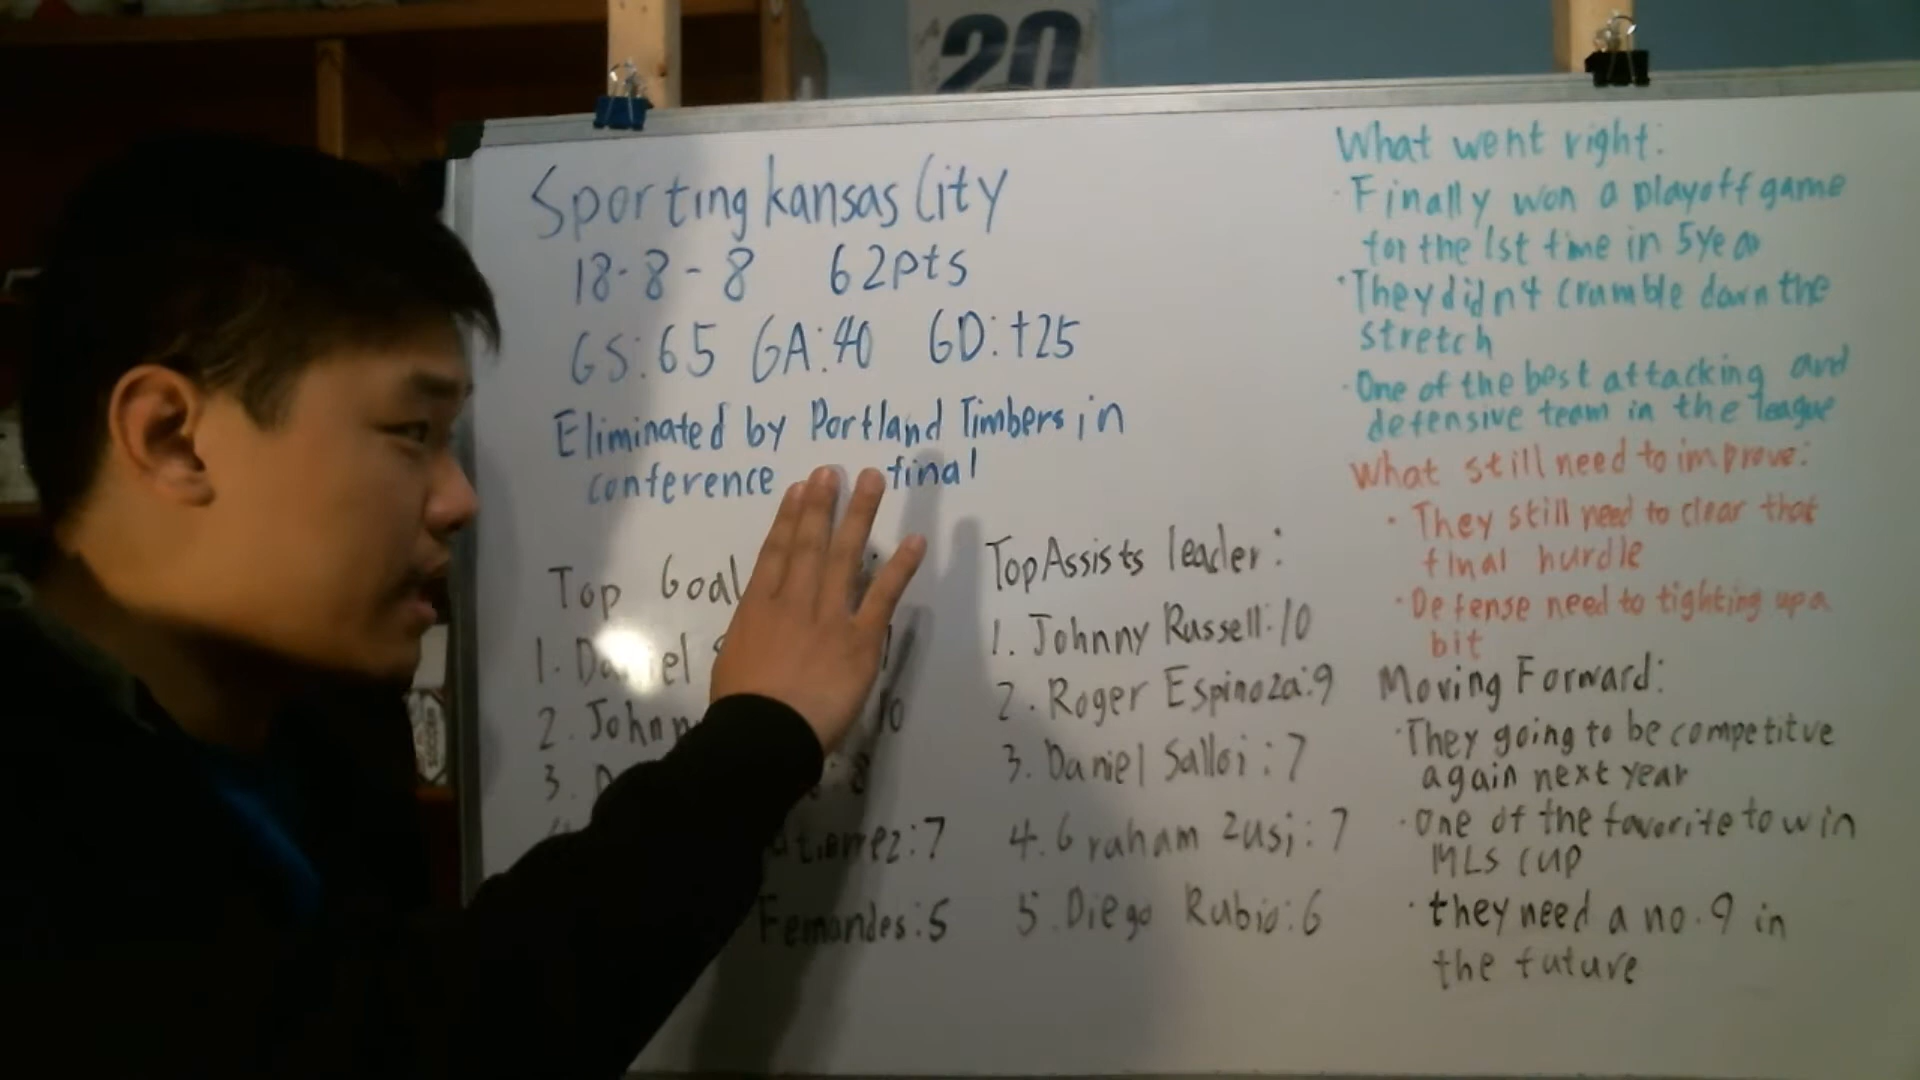 20
Sporting kansas City
18-8-8 62pts
GS:65 GA:40 GD:+25
Eliminated by Portland Timbers in
conference final
Top Goal
1. Daniel
2. John 10
3. : 8
tierrez:7
Fernandes:5
Top Assists leader:
1. Johnny Russell:10
2. Roger Espinoza:9
3. Daniel Salloi: 7
4. Graham Zusi: 7
5. Diego Rubio:6
What went right:
· Finally won a playoff game
for the 1st time in 5 yea
· They didn't crumble down the
stretch
· One of the best attacking and
defensive team in the league
What still need to improve:
· They still need to clear that
final hurdle
· Defense need to tighting up a
bit
Moving Forward:
· They going to be competitve
again next year
· One of the favorite to win
MLS CUP
· they need a no.9 in
the future